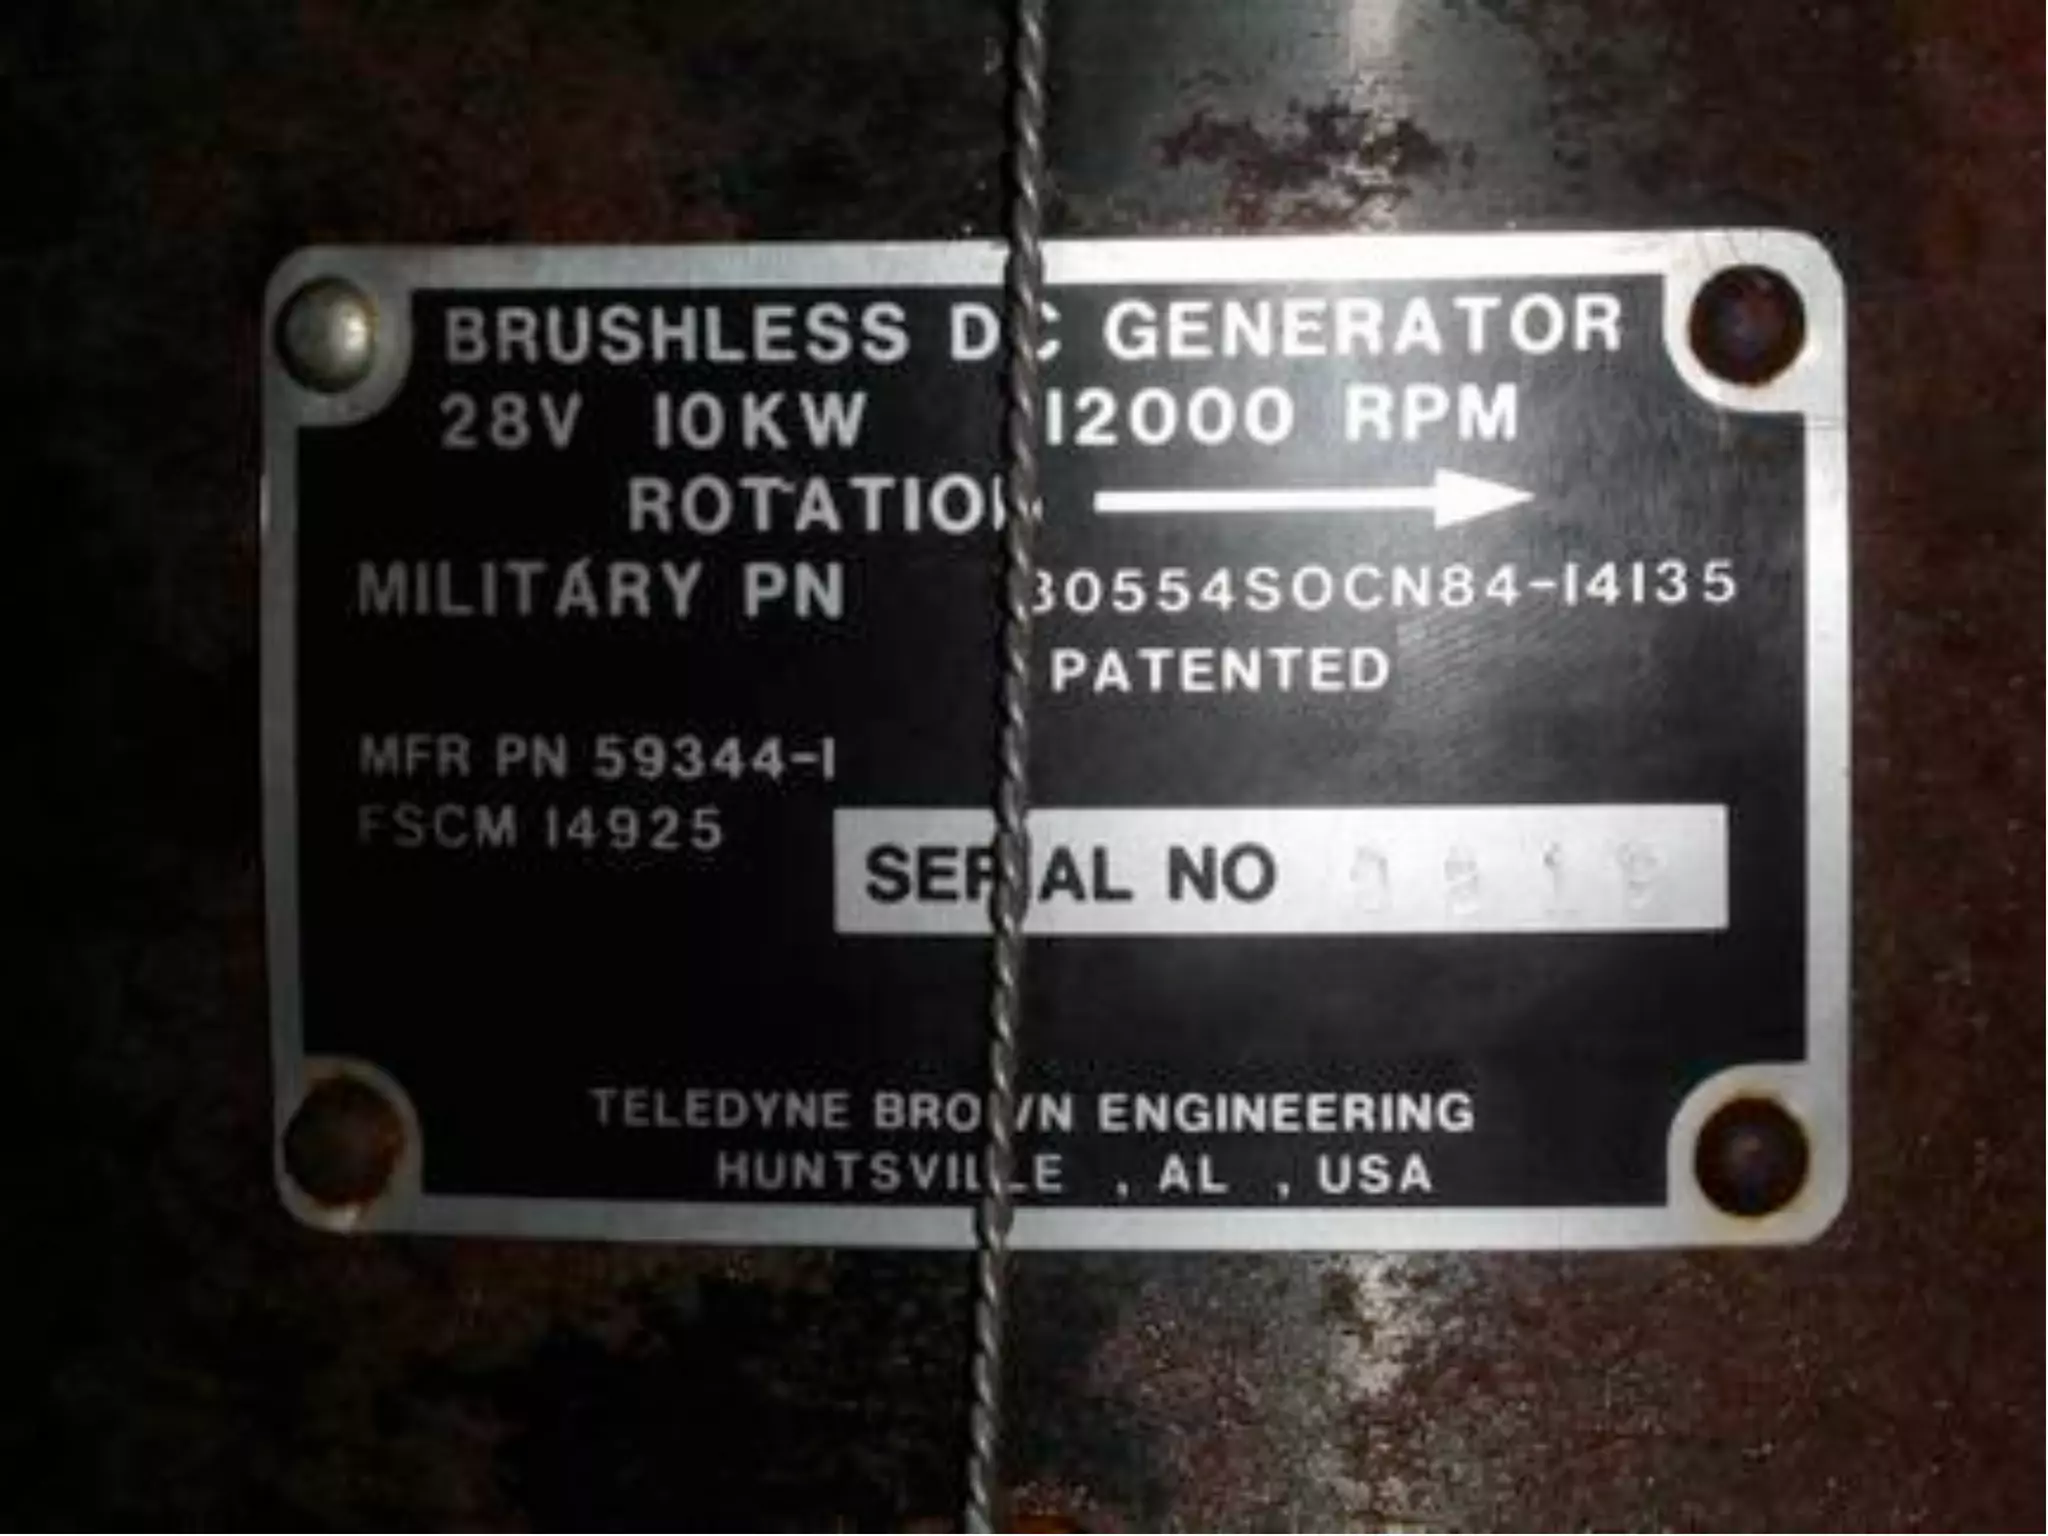 BRUSHLESS DC GENERATOR
28V 10KW 12000 RPM
ROTATION
MILITARY PN 30554SOCN84-14135
PATENTED
MFR PN 59344-1
FSCM 14925
SERIAL NO
TELEDYNE BROWN ENGINEERING
HUNTSVILLE , AL , USA